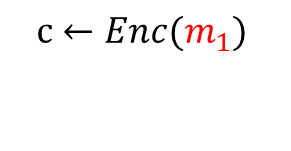 c ← Enc(m₁)